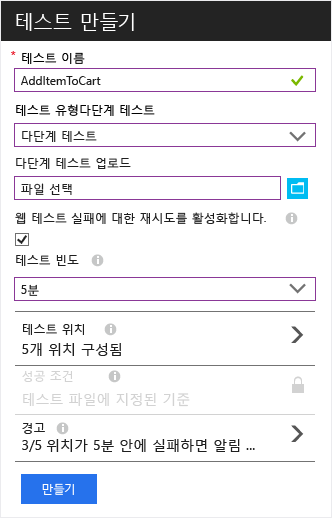 테스트 만들기
* 테스트 이름
AddItemToCart
테스트 유형다단계 테스트
다단계 테스트
다단계 테스트 업로드
파일 선택
웹 테스트 실패에 대한 재시도를 활성화합니다.
테스트 빈도
5분
테스트 위치
5개 위치 구성됨
성공 조건
테스트 파일에 지정된 기준
경고
3/5 위치가 5분 안에 실패하면 알림 ...
만들기